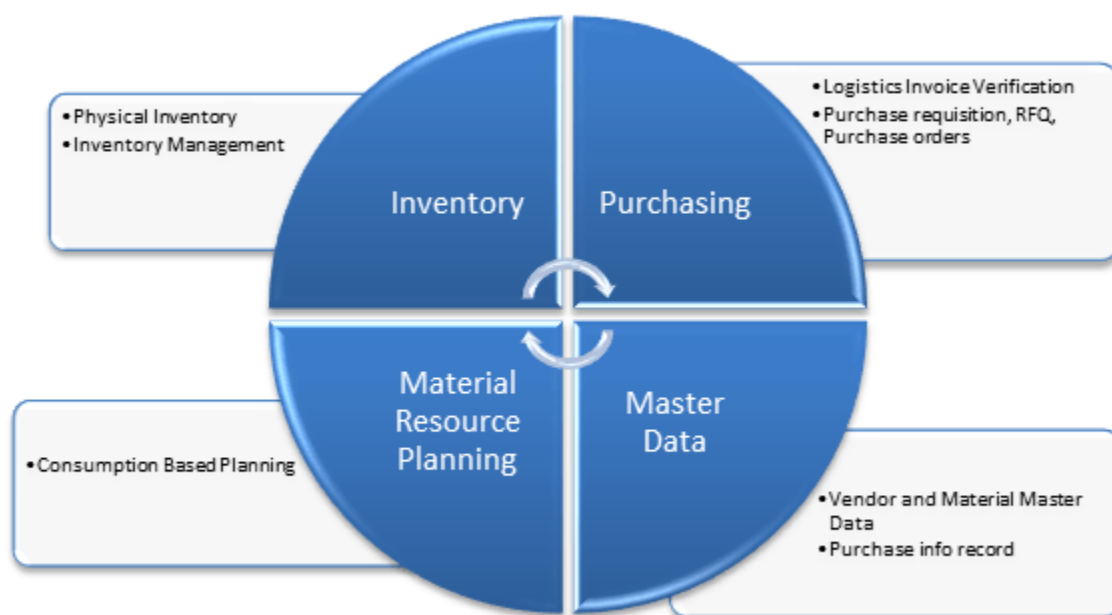 • Physical Inventory
• Inventory Management
Inventory
Purchasing
• Logistics Invoice Verification
• Purchase requisition, RFQ,
Purchase orders
• Consumption Based Planning
Material
Resource
Planning
Master
Data
• Vendor and Material Master
Data
• Purchase info record